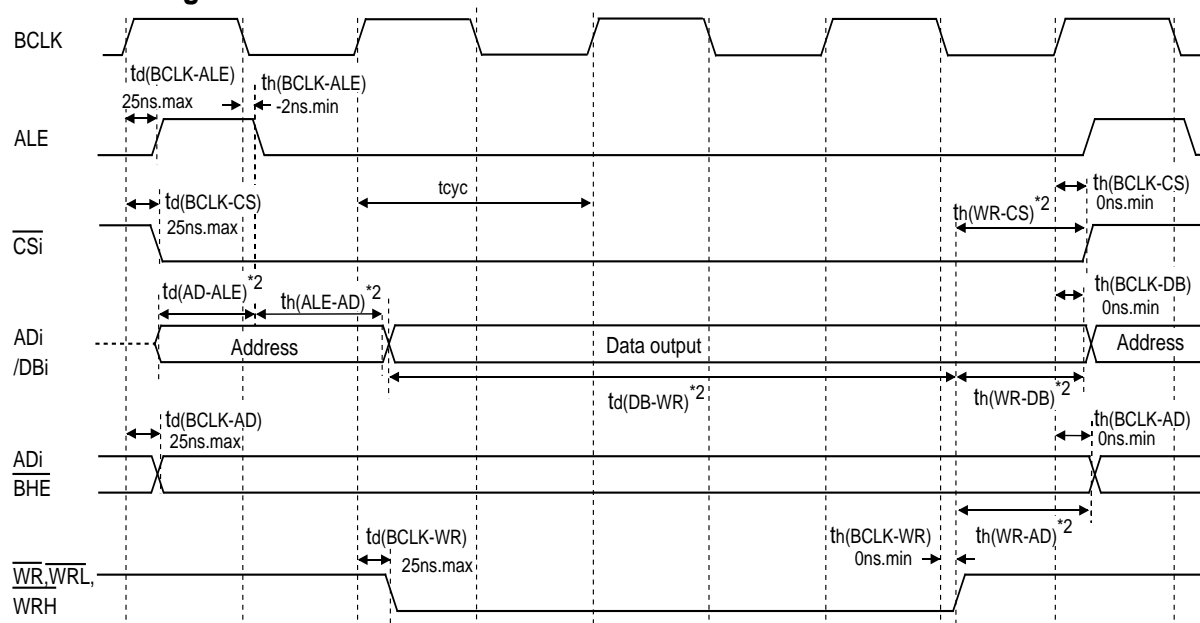 BCLK
td(BCLK-ALE)
25ns.max
th(BCLK-ALE)
-2ns.min
ALE
td(BCLK-CS)
25ns.max
tcyc
th(BCLK-CS)
0ns.min
th(WR-CS)*2
CSi
td(AD-ALE)*2
th(ALE-AD)*2
th(BCLK-DB)
0ns.min
ADi
/DBi
Address
Data output
Address
td(DB-WR)*2
th(WR-DB)*2
td(BCLK-AD)
25ns.max
th(BCLK-AD)
0ns.min
ADi
BHE
td(BCLK-WR)
25ns.max
th(BCLK-WR)
0ns.min
th(WR-AD)*2
WR,WRL,
WRH